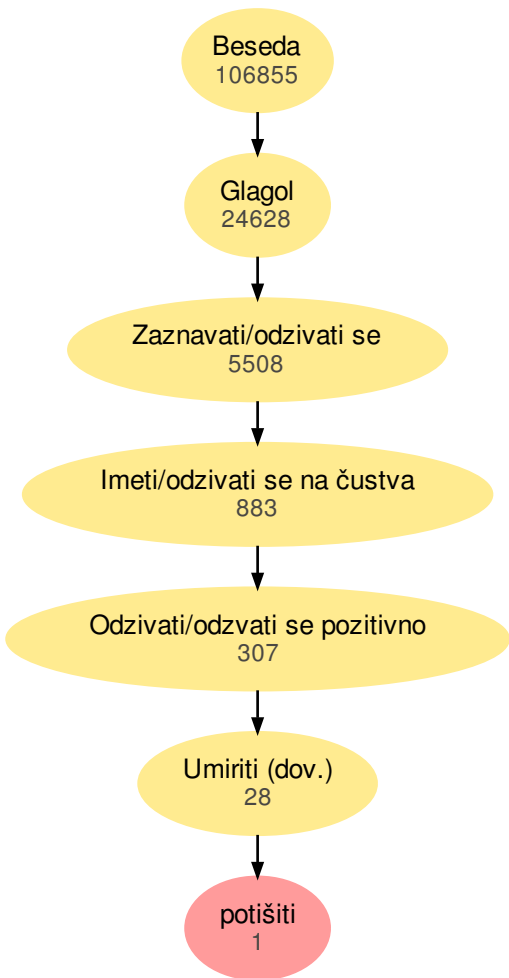 Beseda
106855
Glagol
24628
Zaznavati/odzivati se
5508
Imeti/odzivati se na čustva
883
Odzivati/odzvati se pozitivno
307
Umiriti (dov.)
28
potišiti
1